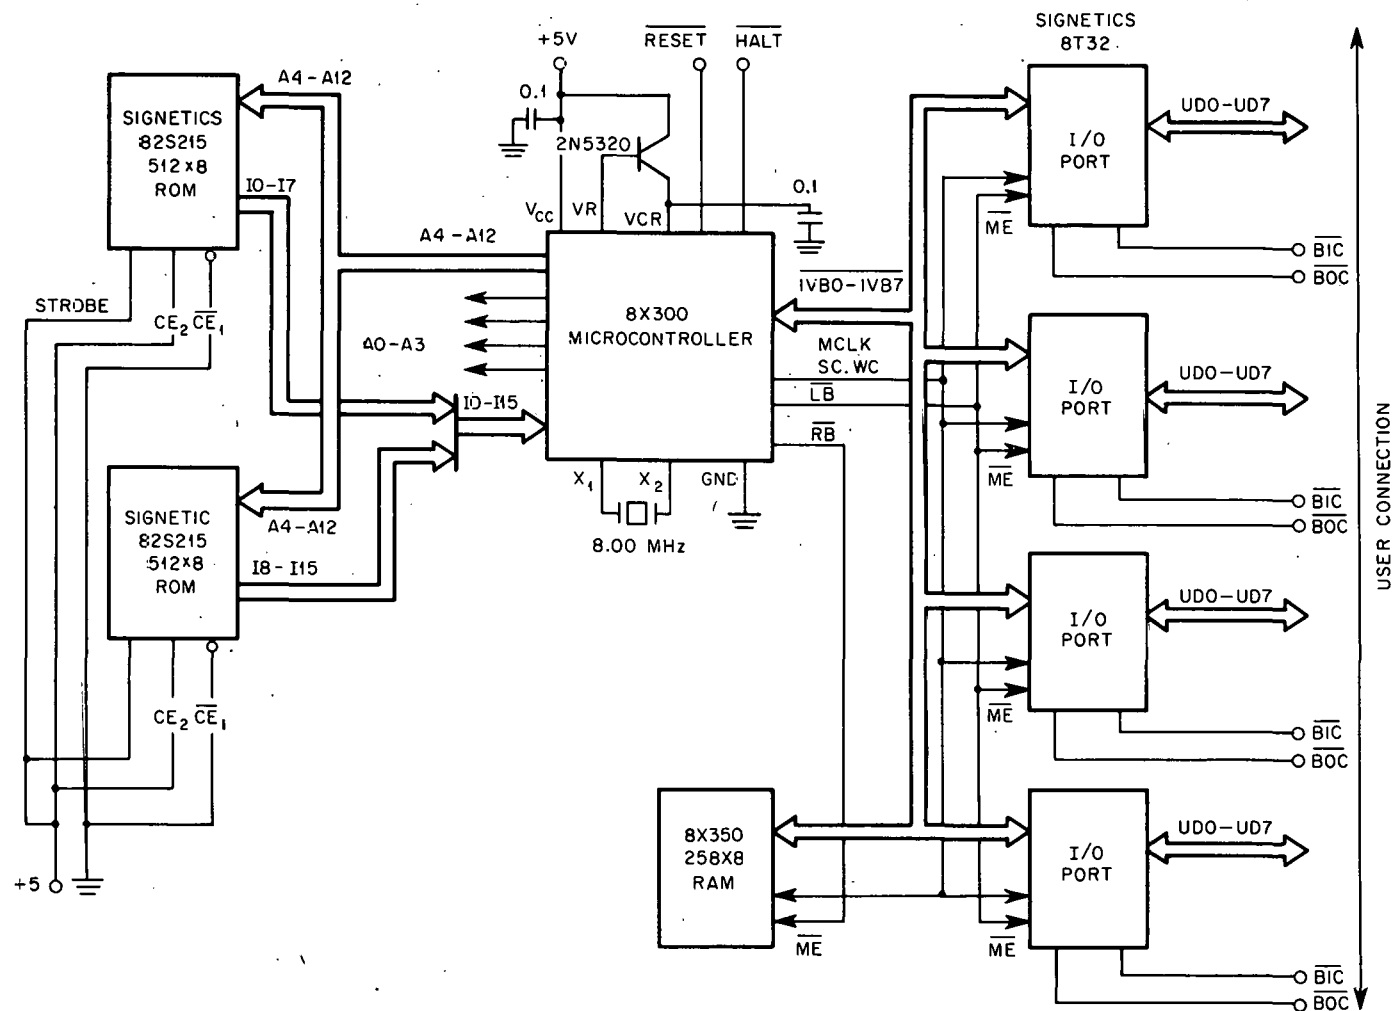 SIGNETICS
82S215
512x8
ROM
A4-A12
I0-I7
STROBE
CE2 CE1
SIGNETIC
82S215
512x8
ROM
A4-A12
I8-I15
CE2 CE1
+5
+5V
0.1
2N5320
RESET
HALT
0.1
VCC
VR
VCR
A4-A12
A0-A3
I0-I15
8X300
MICROCONTROLLER
X1
X2
GND
8.00 MHz
IVB0-IVB7
MCLK
SC.WC
LB
RB
8X350
258X8
RAM
ME
SIGNETICS
8T32
I/O
PORT
UD0-UD7
ME
BIC
BOC
I/O
PORT
UD0-UD7
ME
BIC
BOC
I/O
PORT
UD0-UD7
ME
BIC
BOC
I/O
PORT
UD0-UD7
ME
BIC
BOC
USER CONNECTION